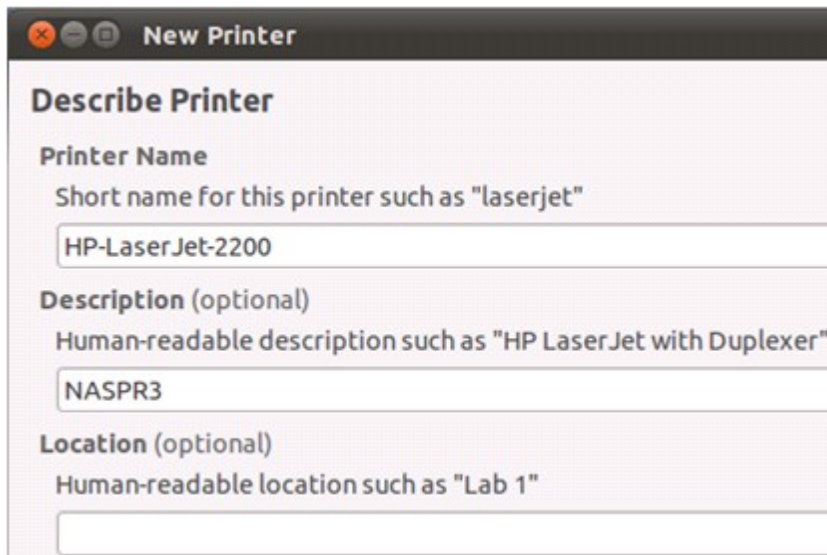 New Printer
Describe Printer
Printer Name
Short name for this printer such as "laserjet"
HP-LaserJet-2200
Description (optional)
Human-readable description such as "HP LaserJet with Duplexer"
NASPR3
Location (optional)
Human-readable location such as "Lab 1"